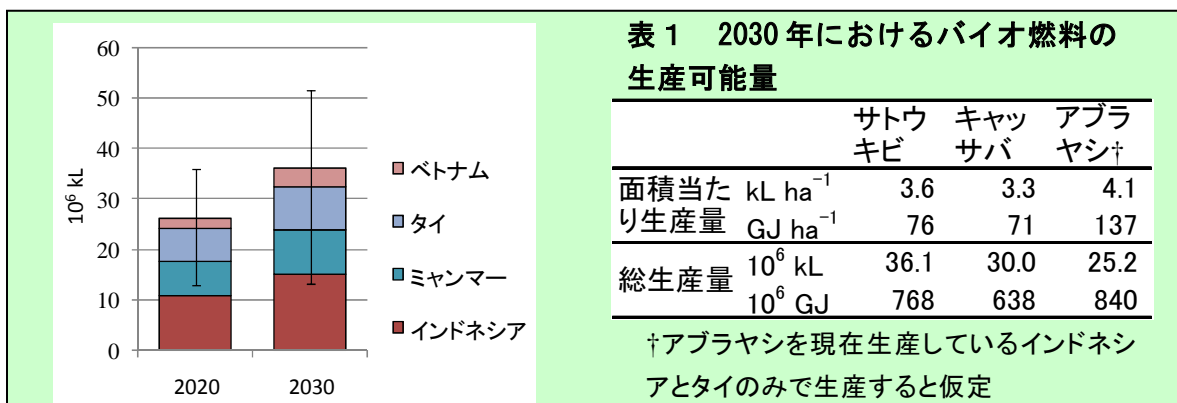 60
50
40
30
20
10
0
10⁶ kL
2020
2030
ベトナム
タイ
ミャンマー
インドネシア
表1 2030年におけるバイオ燃料の
生産可能量
サトウ キャッ アブラ
キビ サバ ヤシ†
面積当た kL ha⁻¹ 3.6 3.3 4.1
り生産量 GJ ha⁻¹ 76 71 137
総生産量 10⁶ kL 36.1 30.0 25.2
10⁶ GJ 768 638 840
†アブラヤシを現在生産しているインドネシ
アとタイのみで生産すると仮定